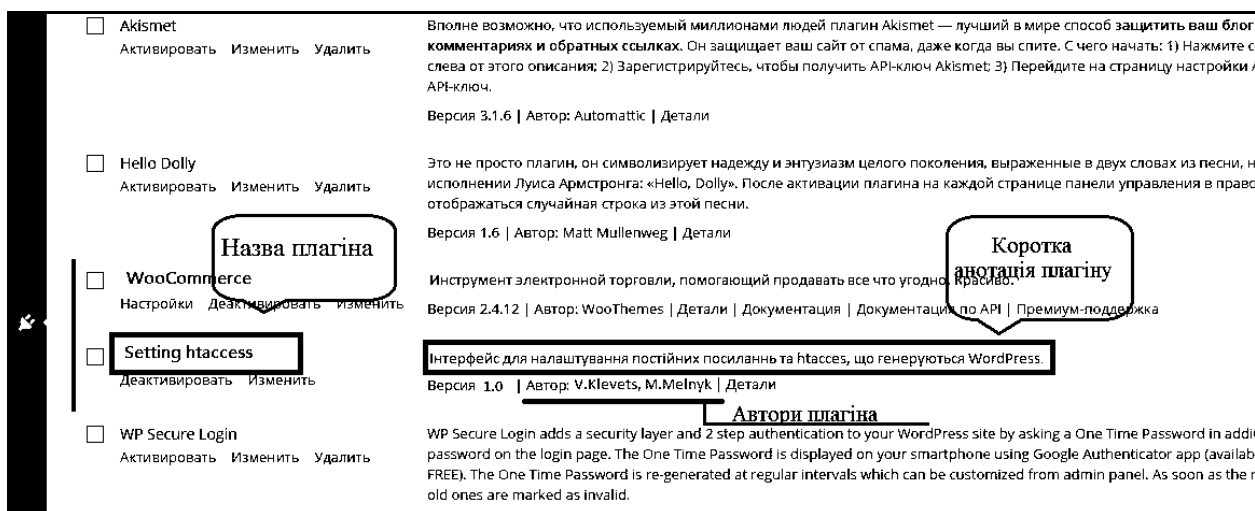 Akismet
Активировать Изменить Удалить
Вполне возможно, что используемый миллионами людей плагин Akismet — лучший в мире способ защитить ваш блог
комментариях и обратных ссылках. Он защищает ваш сайт от спама, даже когда вы спите. С чего начать: 1) Нажмите
слева от этого описания; 2) Зарегистрируйтесь, чтобы получить API-ключ Akismet; 3) Перейдите на страницу настройки
API-ключ.
Версия 3.1.6 | Автор: Automattic | Детали
Hello Dolly
Активировать Изменить Удалить
Это не просто плагин, он символизирует надежду и энтузиазм целого поколения, выраженные в двух словах из песни,
исполнении Луиса Армстронга: «Hello, Dolly». После активации плагина на каждой странице панели управления в
отображаться случайная строка из этой песни.
Версия 1.6 | Автор: Matt Mullenweg | Детали
Назва плагіна
Коротка
анотація плагіну
WooCommerce
Настройки Деактивировать Изменить
Инструмент электронной торговли, помогающий продавать все что угодно. Красиво.
Версия 2.4.12 | Автор: WooThemes | Детали | Документация | Документация по API | Премиум-поддержка
Setting htaccess
Деактивировать Изменить
Інтерфейс для налаштування постійних посиланнь та htacces, що генеруються WordPress.
Версия 1.0 | Автор: V.Klevets, M.Melnyk | Детали
Автори плагіна
WP Secure Login
Активировать Изменить Удалить
WP Secure Login adds a security layer and 2 step authentication to your WordPress site by asking a One Time Password in
password on the login page. The One Time Password is displayed on your smartphone using Google Authenticator app
FREE). The One Time Password is re-generated at regular intervals which can be customized from admin panel. As soon as the
old ones are marked as invalid.